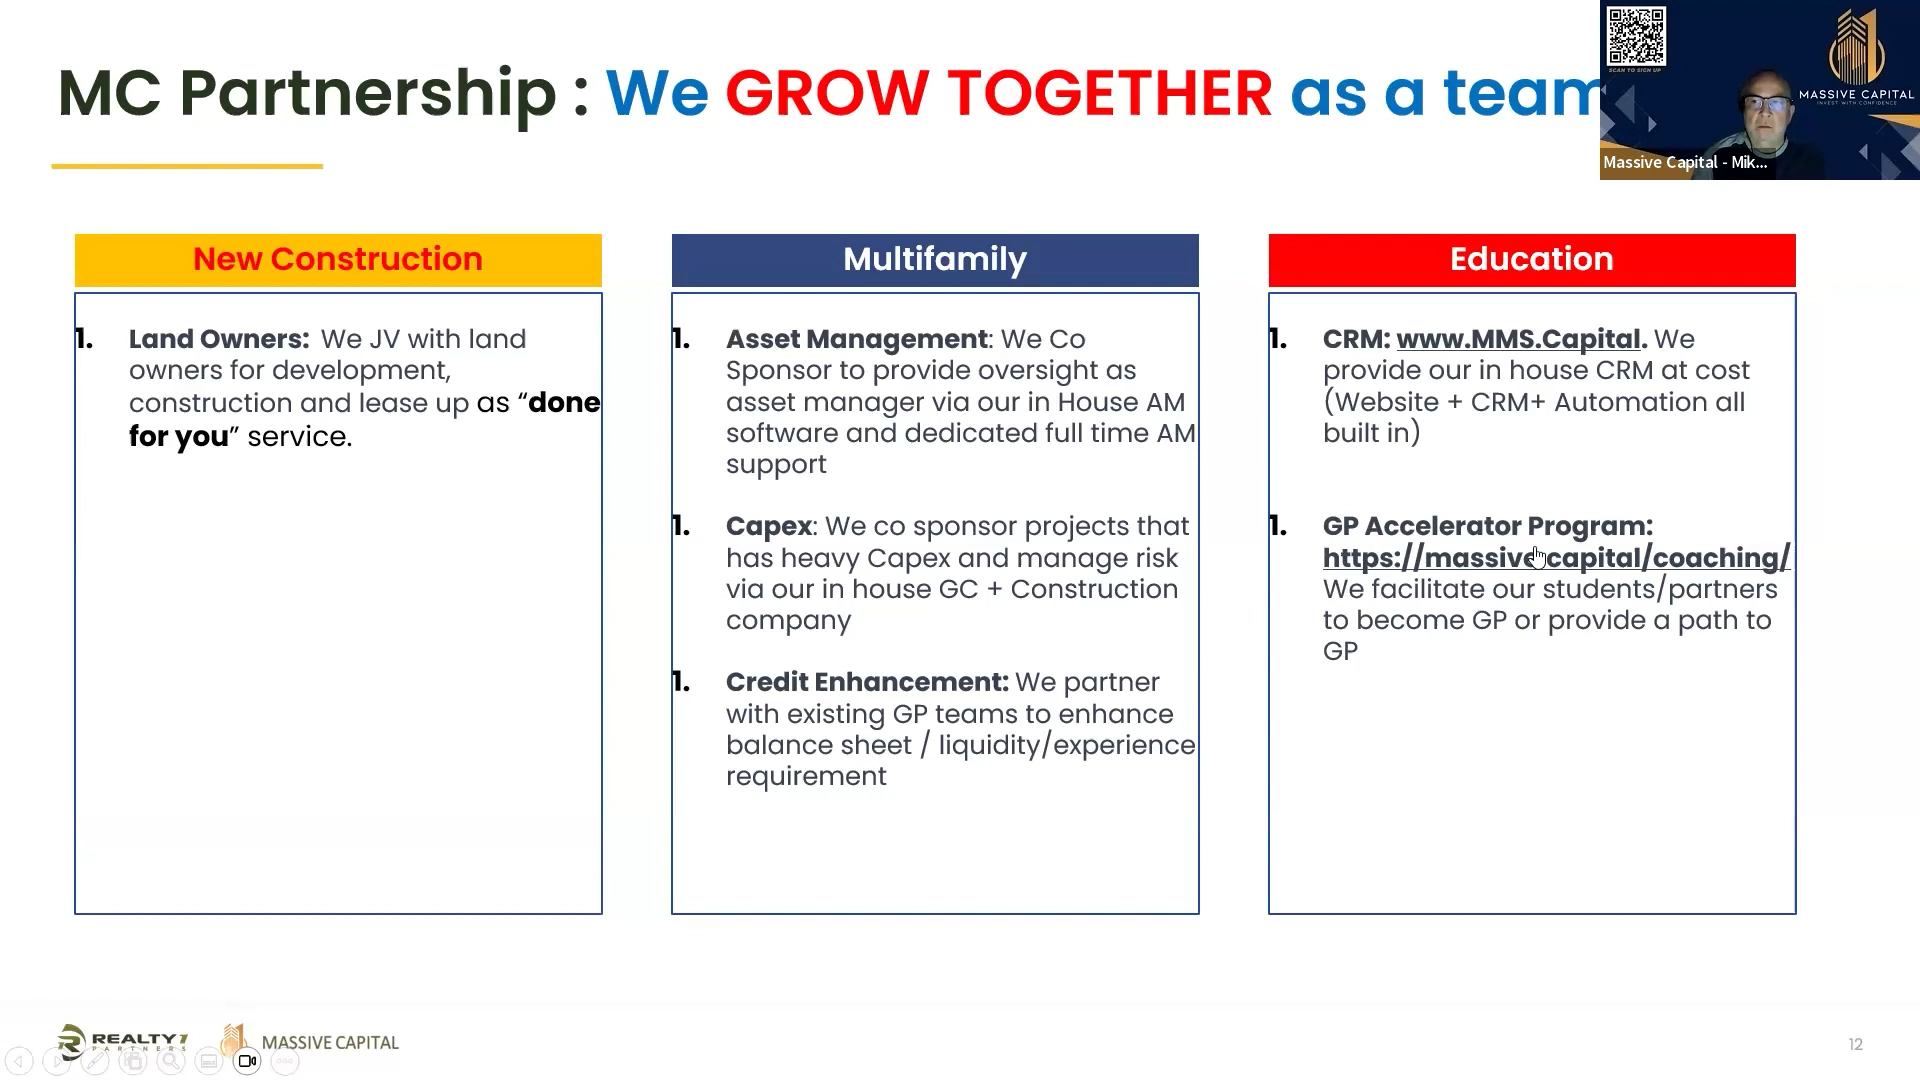 MC Partnership : We GROW TOGETHER as a team
SCAN TO SIGN UP
MASSIVE CAPITAL
INVEST WITH CONFIDENCE
Massive Capital - Mik...
New Construction
1. Land Owners: We JV with land
owners for development,
construction and lease up as “done
for you” service.
Multifamily
1. Asset Management: We Co
Sponsor to provide oversight as
asset manager via our in House AM
software and dedicated full time AM
support
1. Capex: We co sponsor projects that
has heavy Capex and manage risk
via our in house GC + Construction
company
1. Credit Enhancement: We partner
with existing GP teams to enhance
balance sheet / liquidity/experience
requirement
Education
1. CRM: www.MMS.Capital. We
provide our in house CRM at cost
(Website + CRM+ Automation all
built in)
1. GP Accelerator Program:
https://massive.capital/coaching/
We facilitate our students/partners
to become GP or provide a path to
GP
REALTY1
PARTNERS
MASSIVE CAPITAL
12